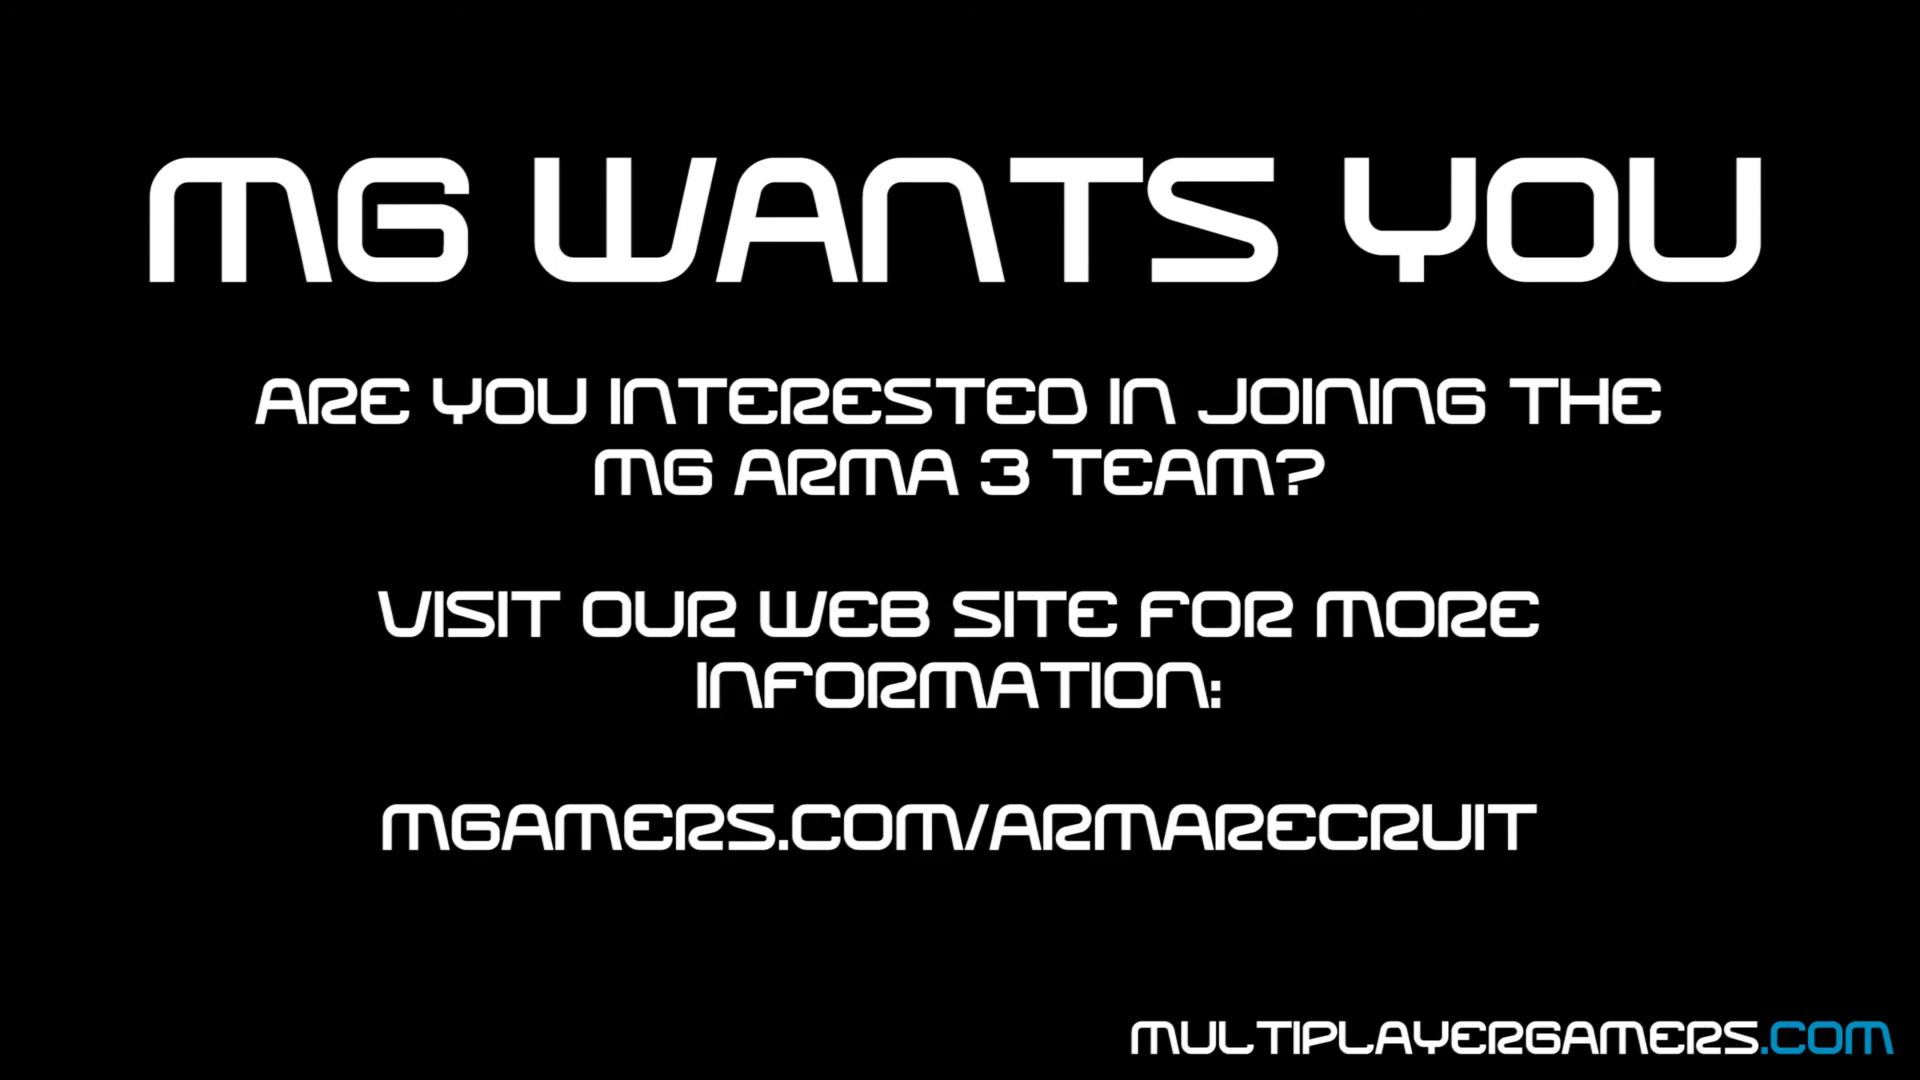 MG WANTS YOU
ARE YOU INTERESTED IN JOINING THE
MG ARMA 3 TEAM?
VISIT OUR WEB SITE FOR MORE
INFORMATION:
MGAMERS.COM/ARMARECRUIT
MULTIPLAYERGAMERS.COM